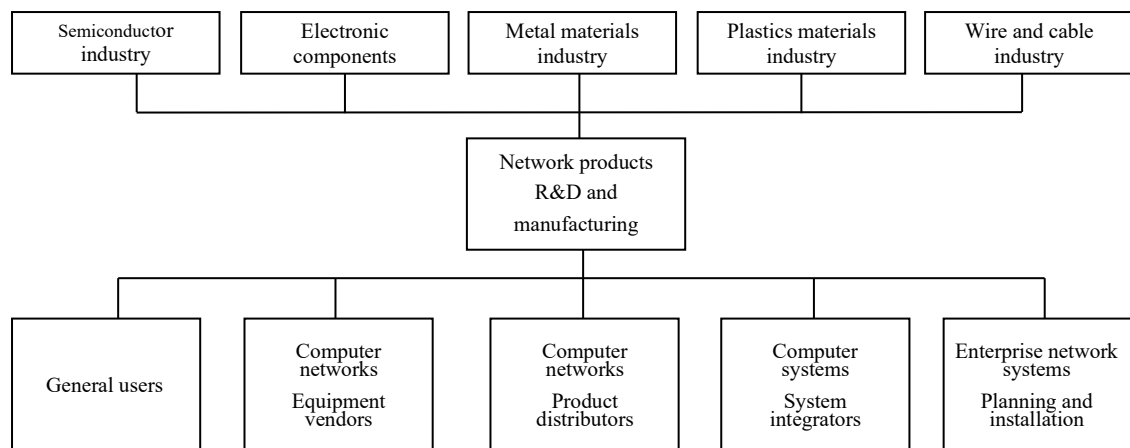 Semiconductor
industry
Electronic
components
Metal materials
industry
Plastics materials
industry
Wire and cable
industry
Network products
R&D and
manufacturing
General users
Computer
networks
Equipment
vendors
Computer
networks
Product
distributors
Computer
systems
System
integrators
Enterprise network
systems
Planning and
installation